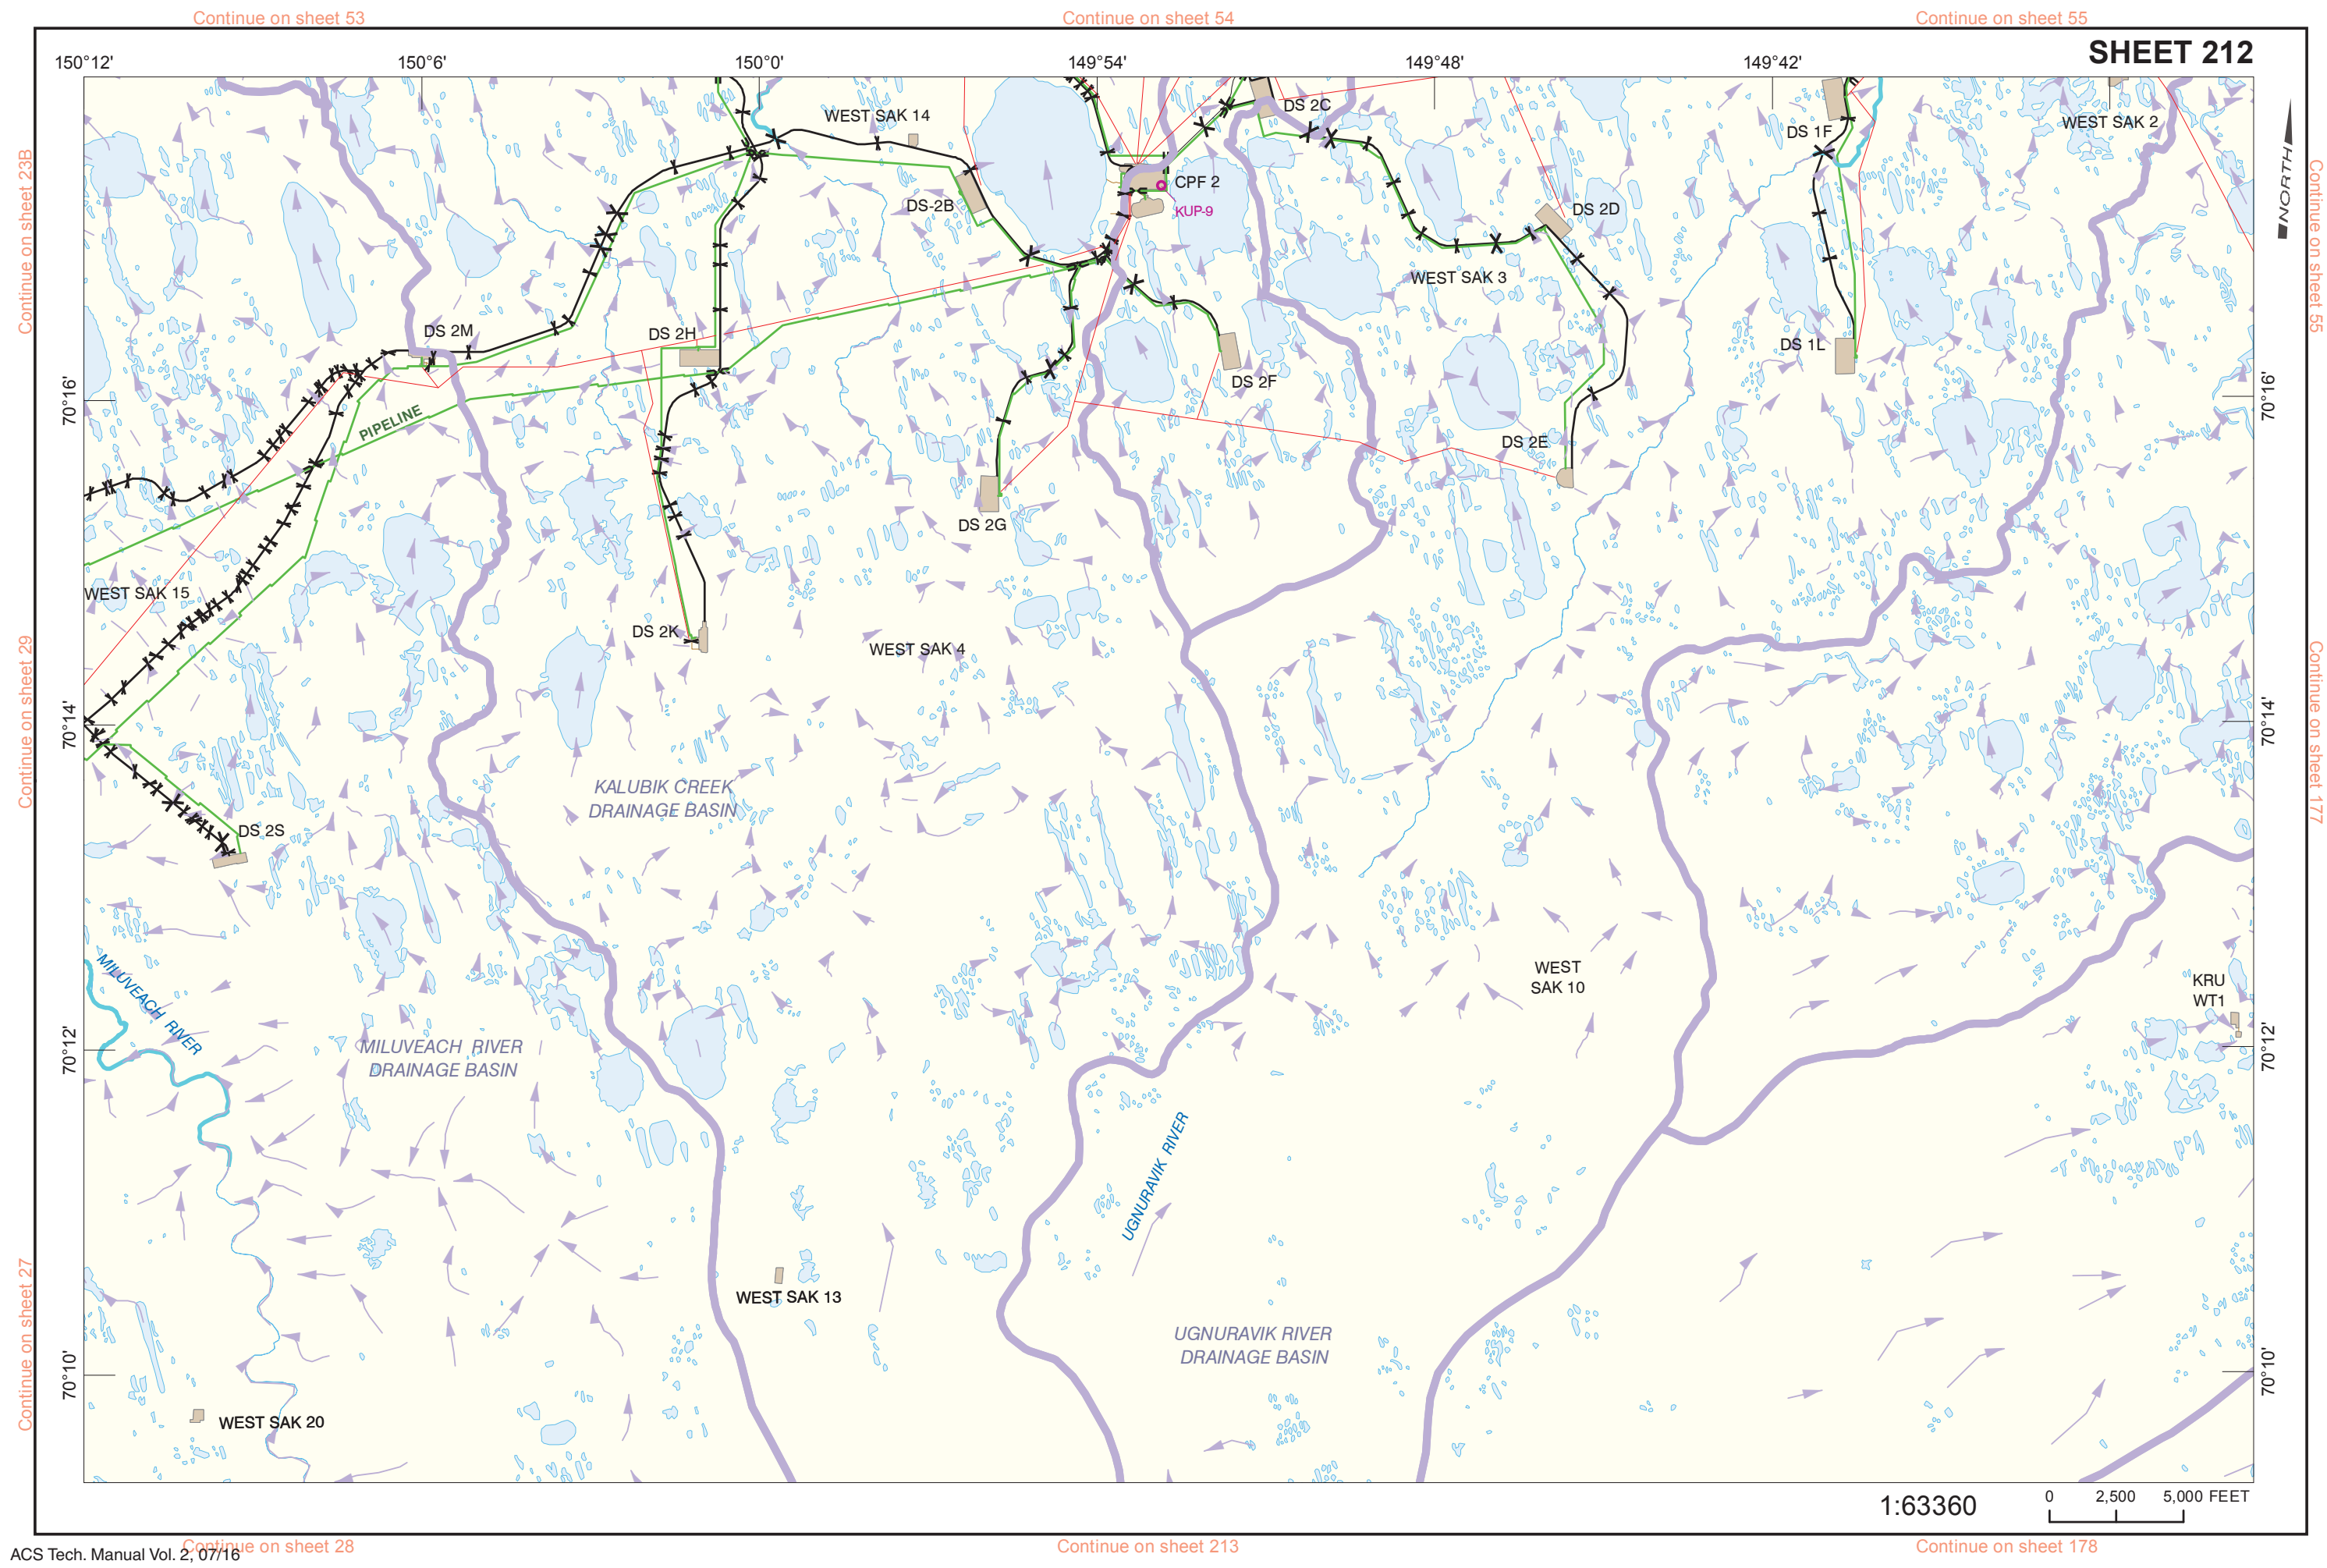 Continue on sheet 53
Continue on sheet 54
Continue on sheet 55
SHEET 212
150°12'
150°6'
150°0'
149°54'
149°48'
149°42'
NORTH
WEST SAK 14
DS 2C
DS 1F
WEST SAK 2
Continue on sheet 23B
Continue on sheet 55
CPF 2
DS-2B
KUP-9
DS 2D
WEST SAK 3
DS 2M
DS 2H
DS 1L
DS 2F
70°16'
70°16'
PIPELINE
DS 2E
DS 2G
WEST SAK 15
DS 2K
WEST SAK 4
Continue on sheet 29
Continue on sheet 177
70°14'
70°14'
KALUBIK CREEK
DRAINAGE BASIN
DS 2S
WEST
SAK 10
KRU
WT1
MILUVEACH RIVER
70°12'
70°12'
MILUVEACH RIVER
DRAINAGE BASIN
UGNURAVIK RIVER
WEST SAK 13
Continue on sheet 27
UGNURAVIK RIVER
DRAINAGE BASIN
70°10'
70°10'
WEST SAK 20
1:63360
0 2,500 5,000 FEET
Continue on sheet 28
Continue on sheet 213
Continue on sheet 178
ACS Tech. Manual Vol. 2, 07/16